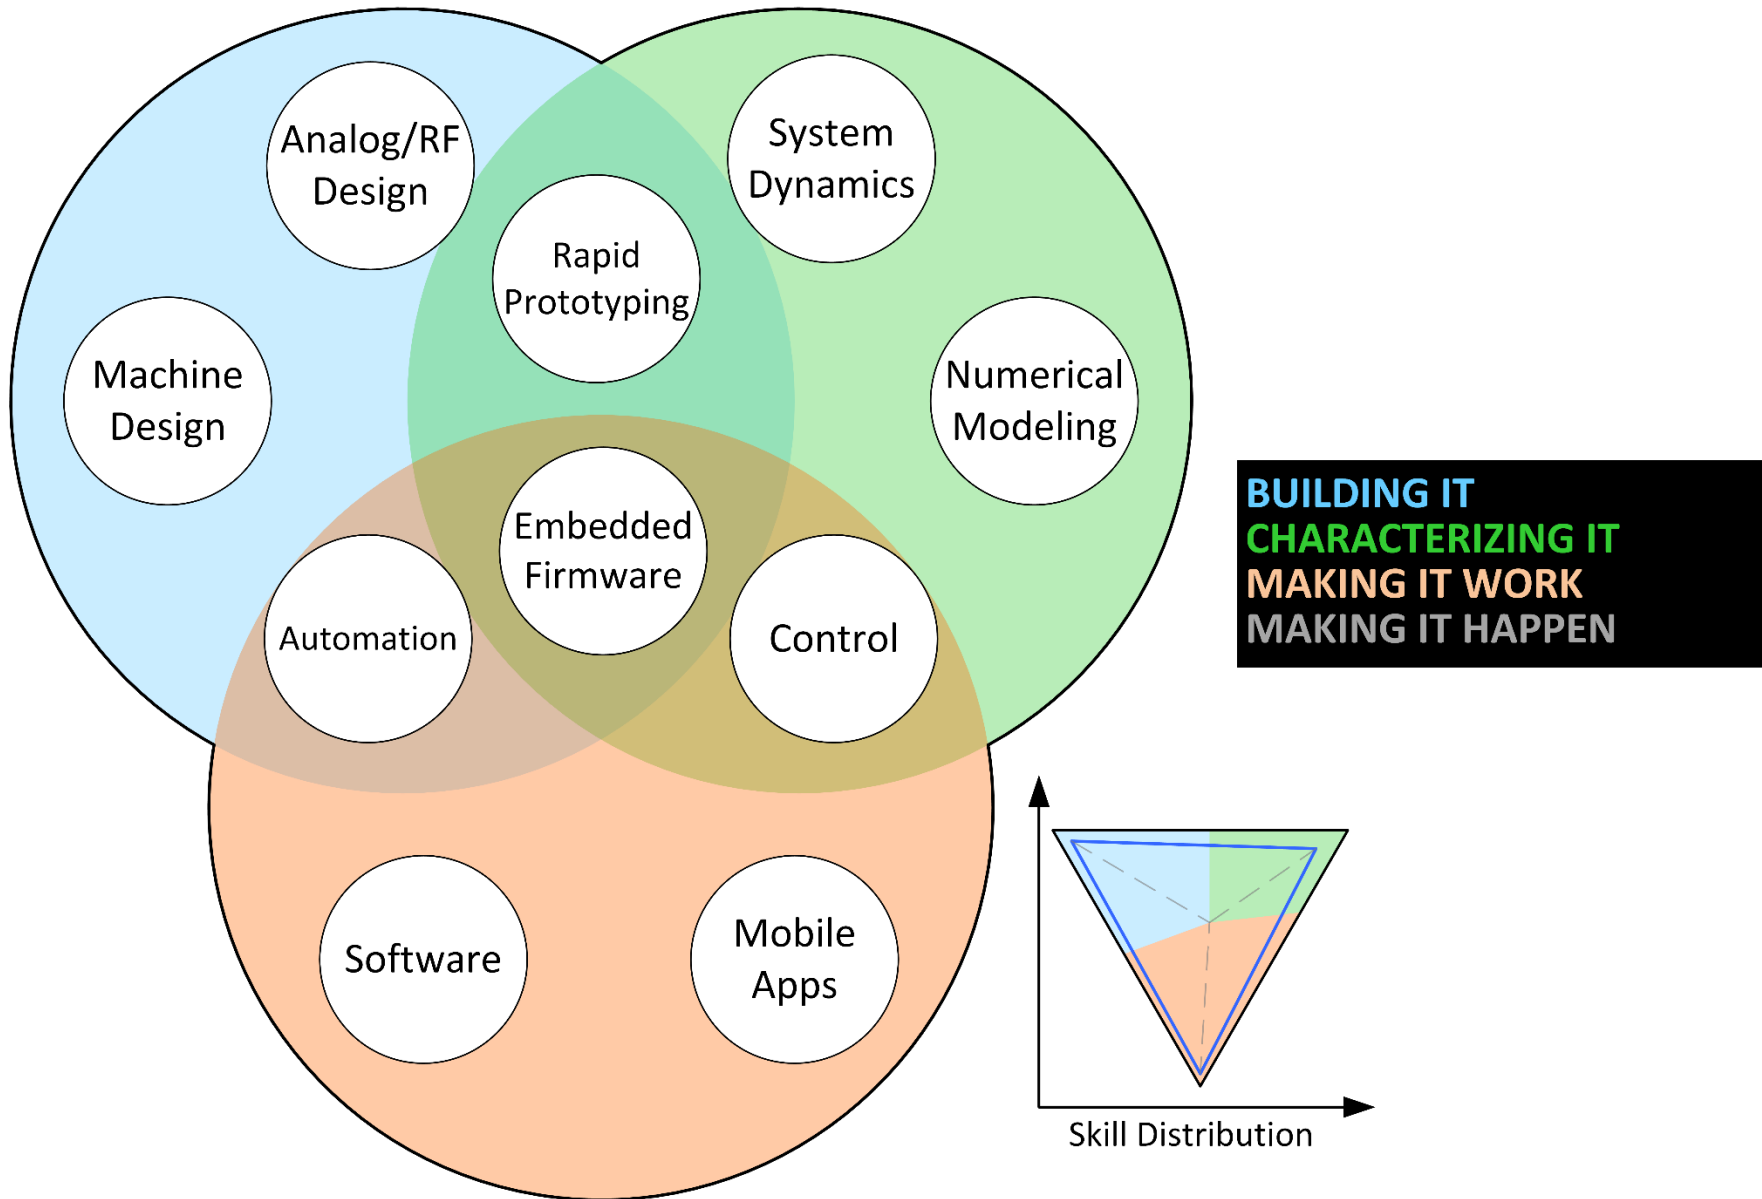 Analog/RF
Design
System
Dynamics
Rapid
Prototyping
Machine
Design
Numerical
Modeling
Embedded
Firmware
Automation
Control
Software
Mobile
Apps
BUILDING IT
CHARACTERIZING IT
MAKING IT WORK
MAKING IT HAPPEN
Skill Distribution